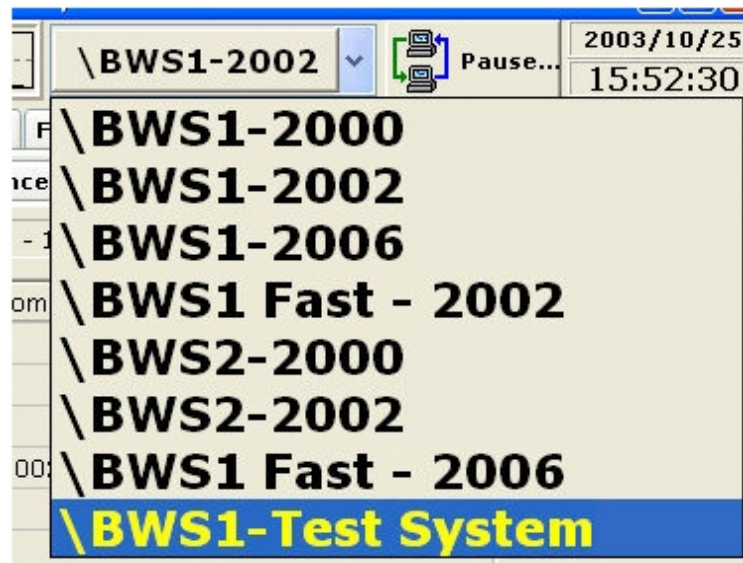 \BWS1-2002
Pause...
2003/10/25
15:52:30
\BWS1-2000
\BWS1-2002
\BWS1-2006
\BWS1 Fast - 2002
\BWS2-2000
\BWS2-2002
\BWS1 Fast - 2006
\BWS1-Test System